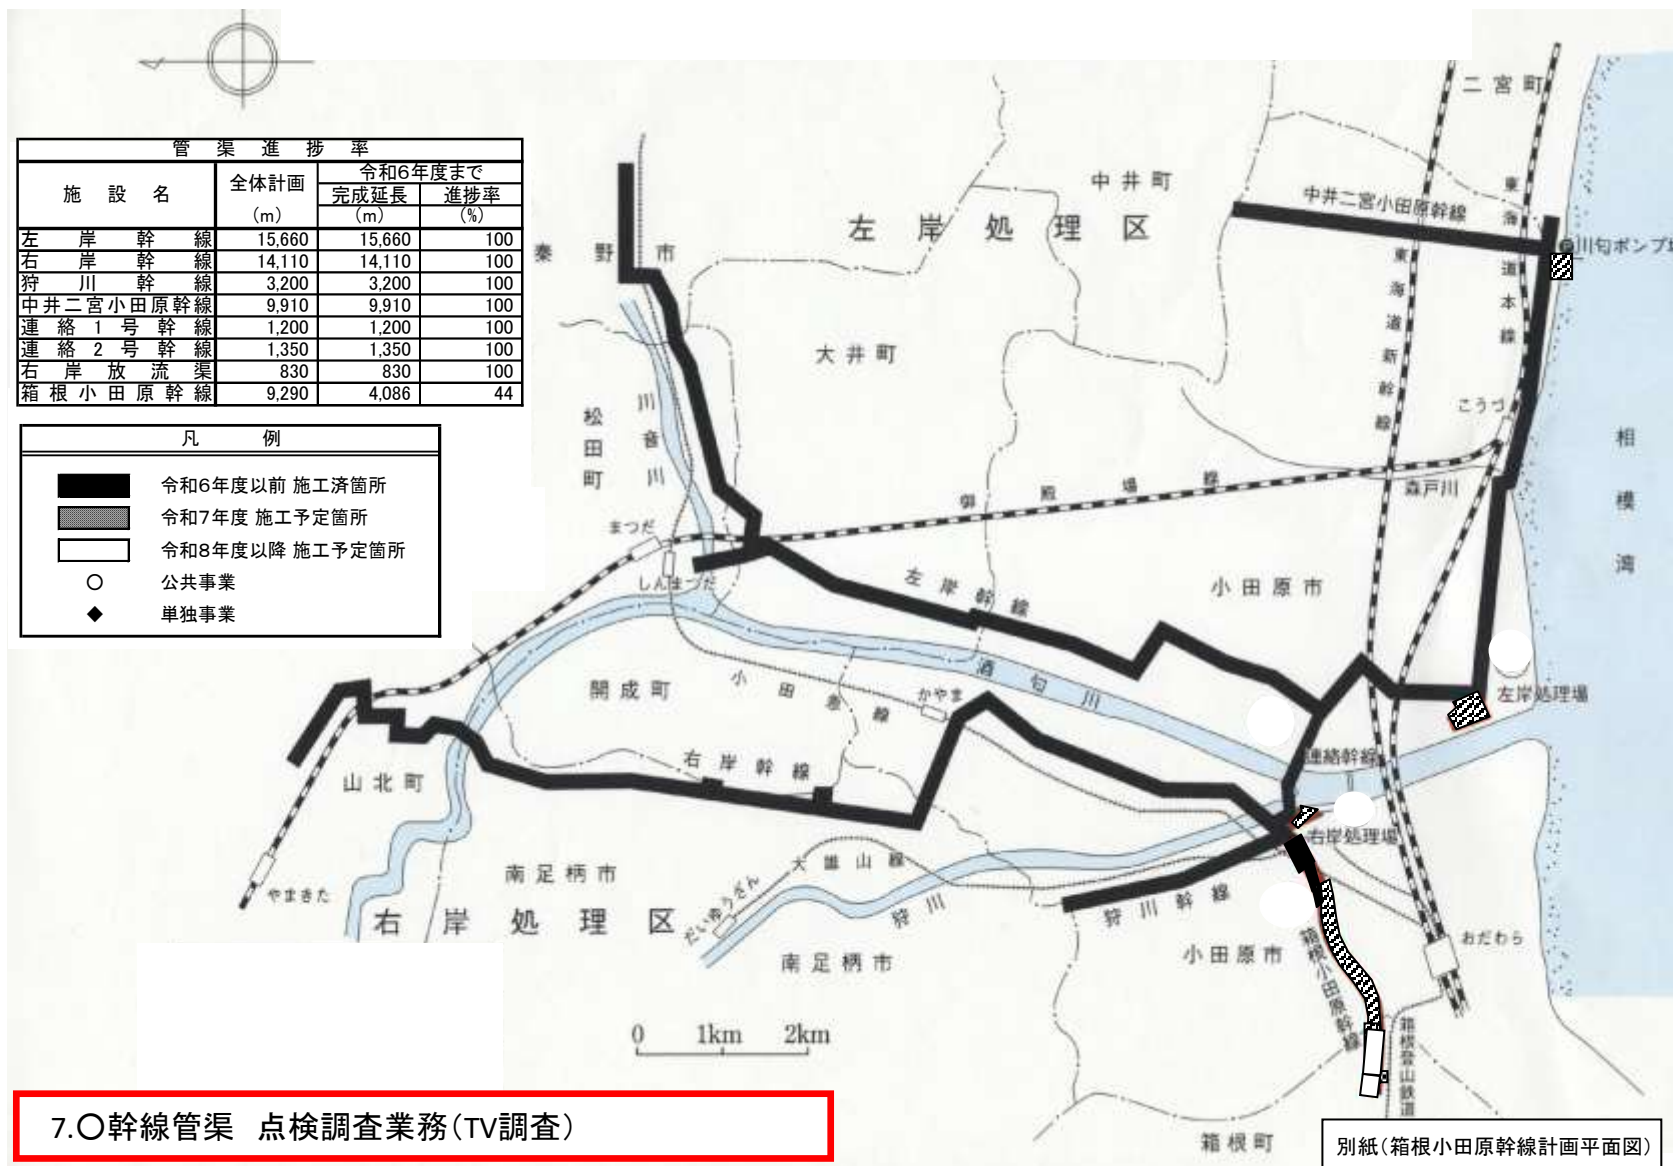 管渠進捗率
施設名 全体計画(m) 令和6年度まで
完成延長(m) 進捗率(%)
左岸幹線 15,660 15,660 100
右岸幹線 14,110 14,110 100
狩川幹線 3,200 3,200 100
中井二宮小田原幹線 9,910 9,910 100
連絡1号幹線 1,200 1,200 100
連絡2号幹線 1,350 1,350 100
右岸放流渠 830 830 100
箱根小田原幹線 9,290 4,086 44
凡例
令和6年度以前 施工済箇所
令和7年度 施工予定箇所
令和8年度以降 施工予定箇所
○ 公共事業
◆ 単独事業
二宮町
中井町
中井二宮小田原幹線
東海道本線
川匂ポンプ場
左岸処理区
秦野市
東海道新幹線
大井町
こうづ
相模湾
松田町
川音川
御殿場線
森戸川
まつだ
しんまつだ
左岸幹線
小田原市
酒匂川
開成町
小田急線
かやま
左岸処理場
連絡幹線
右岸幹線
山北町
右岸処理場
やまきた
南足柄市
大雄山線
だいゆうざん
狩川
狩川幹線
右岸処理区
南足柄市
小田原市
おだわら
箱根小田原幹線
箱根登山鉄道
0 1km 2km
箱根町
7.○幹線管渠 点検調査業務(TV調査)
別紙(箱根小田原幹線計画平面図)